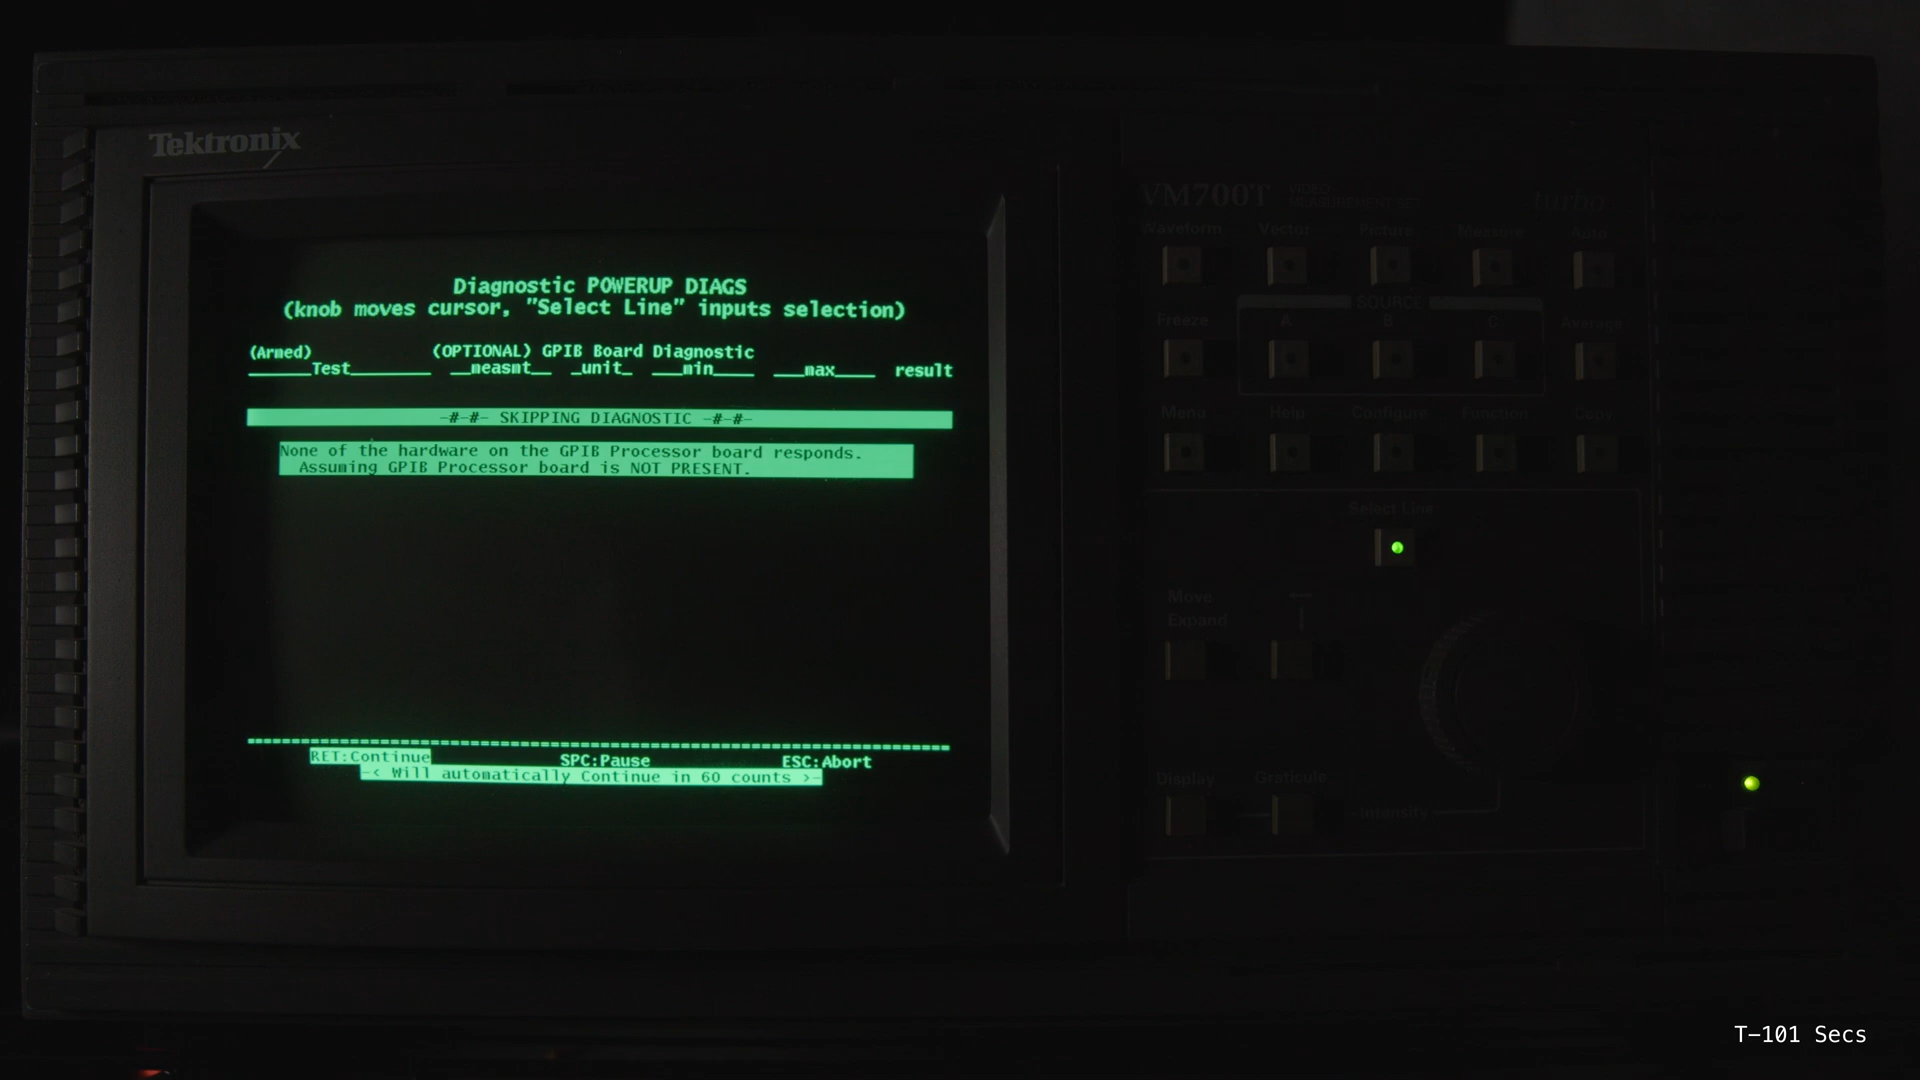 Tektronix
VM700T VIDEO MEASUREMENT SET turbo
Waveform Vector Picture Measure Auto
SOURCE
Freeze A B C Average
Menu Help Configure Function Copy
Select Line
Move
Expand
Display Graticule
Intensity
Diagnostic POWERUP DIAGS
(knob moves cursor, "Select Line" inputs selection)
(Armed) (OPTIONAL) GPIB Board Diagnostic
______Test________ __measmt__ _unit_ ___min____ ___max____ result
-#-#- SKIPPING DIAGNOSTIC -#-#-
None of the hardware on the GPIB Processor board responds.
Assuming GPIB Processor board is NOT PRESENT.
RET:Continue SPC:Pause ESC:Abort
-< Will automatically Continue in 60 counts >-
T-101 Secs